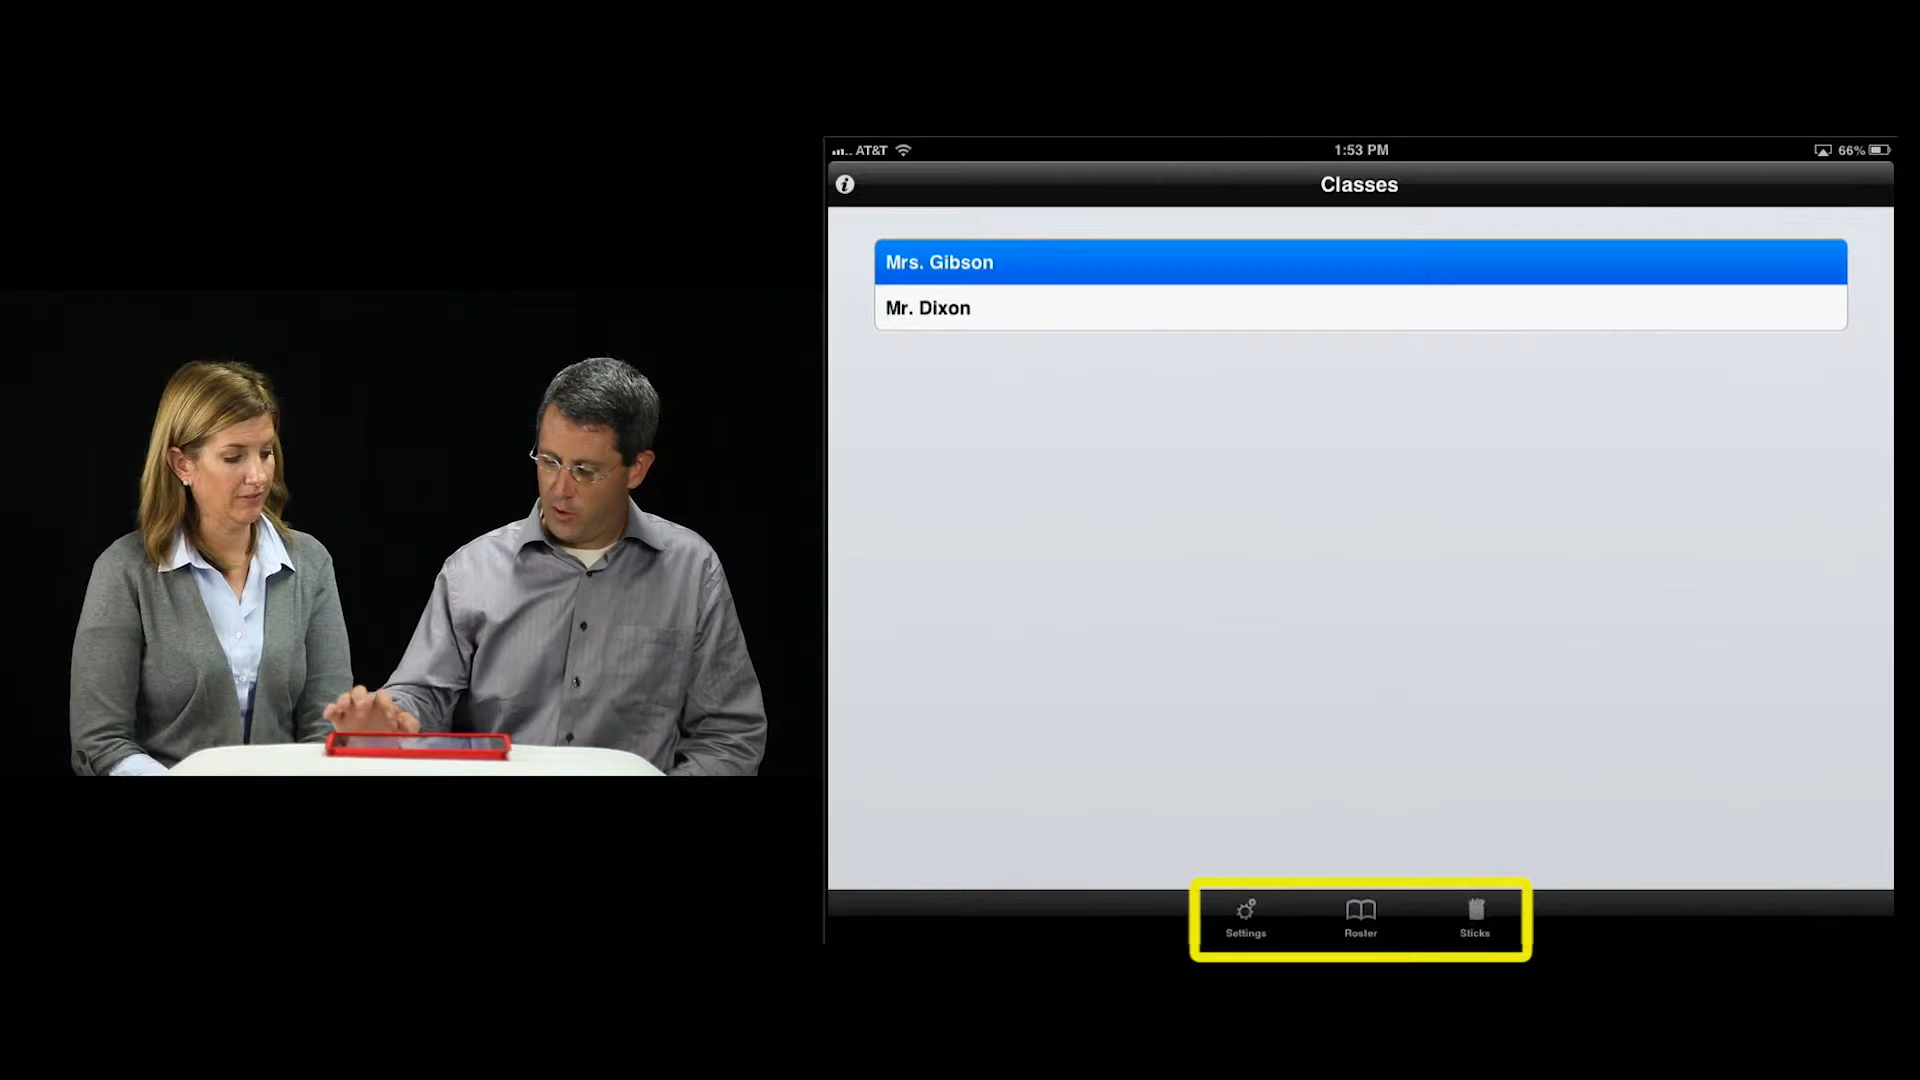 AT&T 1:53 PM 66%
Classes
Mrs. Gibson
Mr. Dixon
Settings Roster Sticks